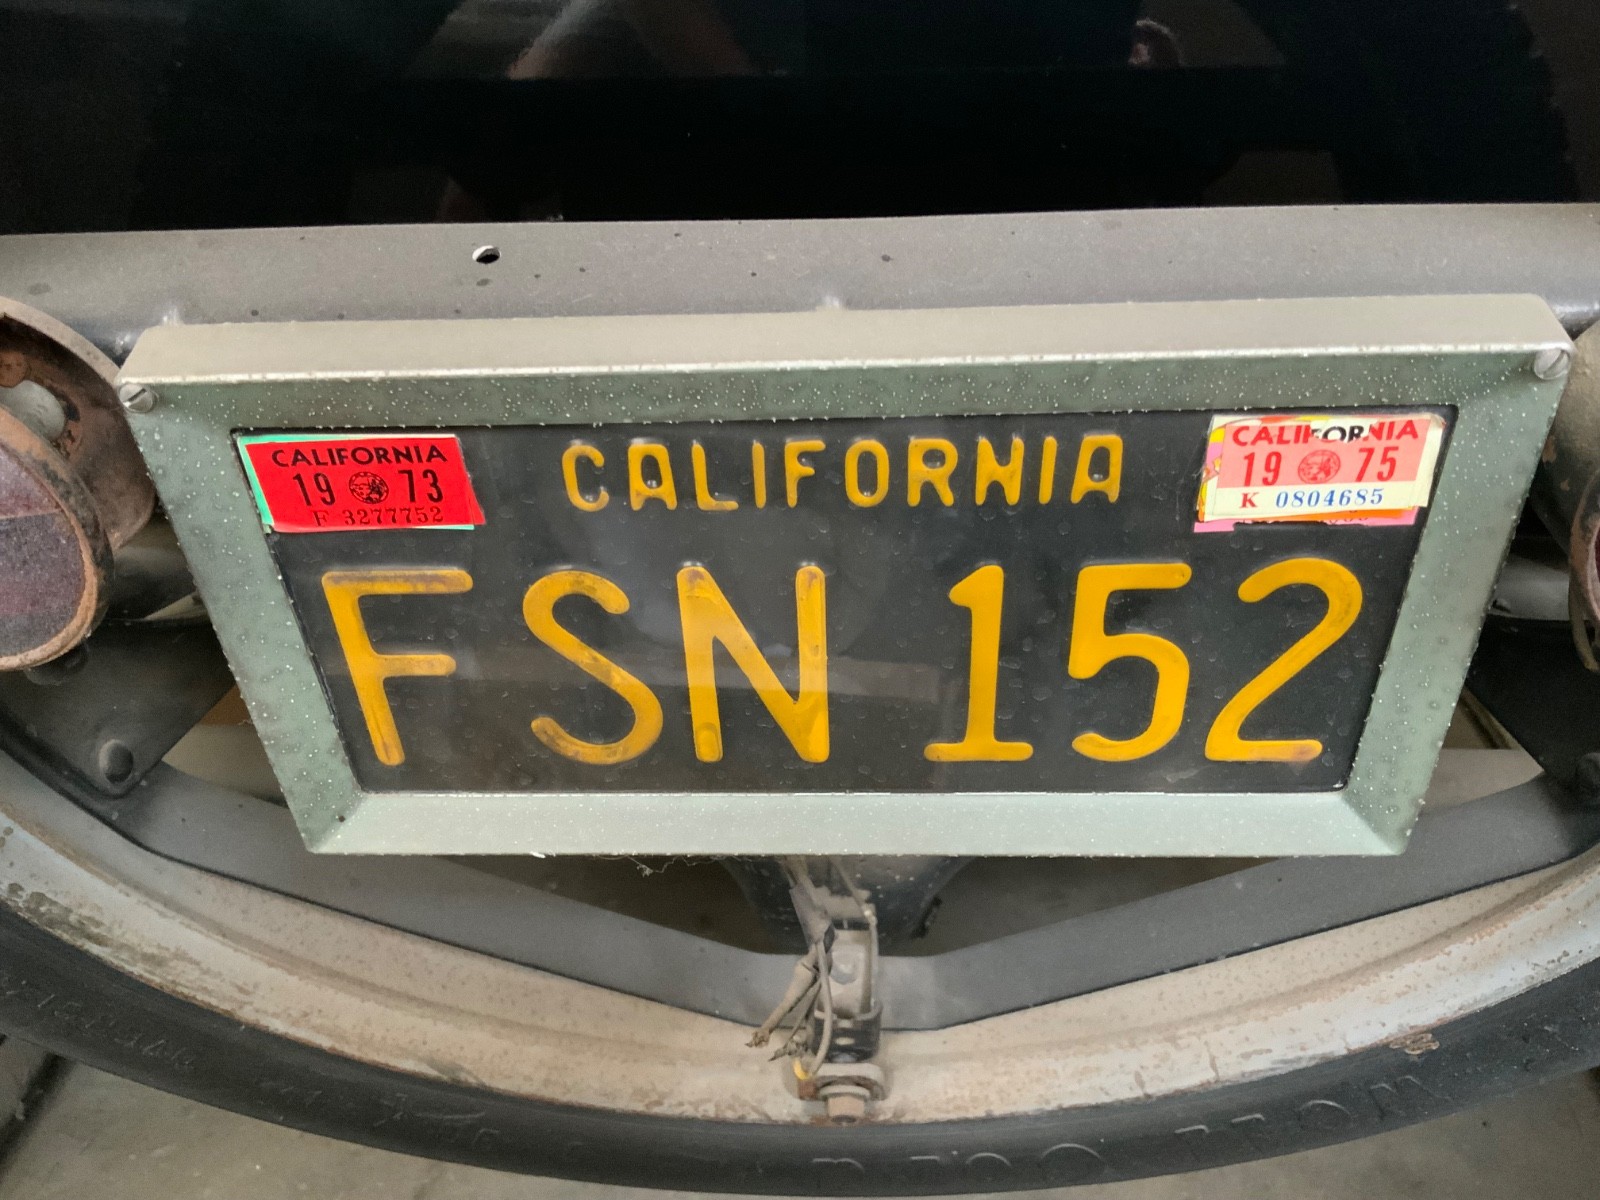 CALIFORNIA
19 73
F 3277752
CALIFORNIA
CALIFORNIA
19 75
K 0804685
FSN 152